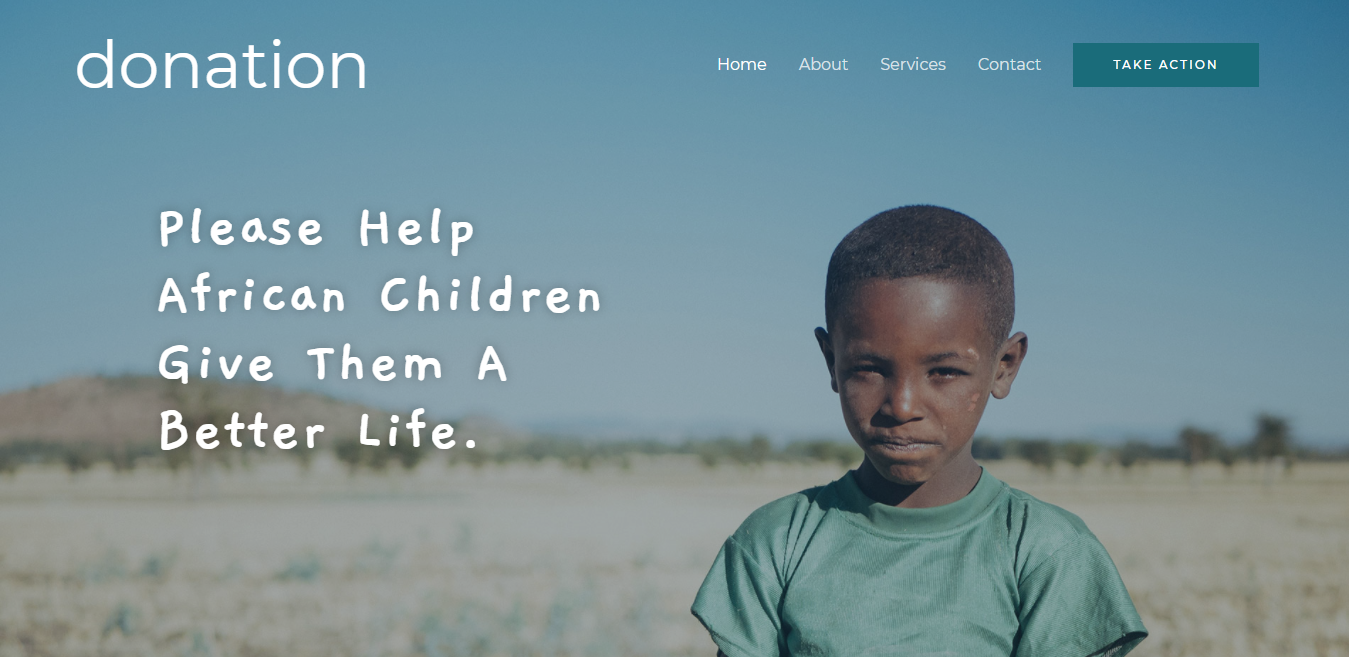 donation
Home About Services Contact TAKE ACTION
Please Help
African Children
Give Them A
Better Life.